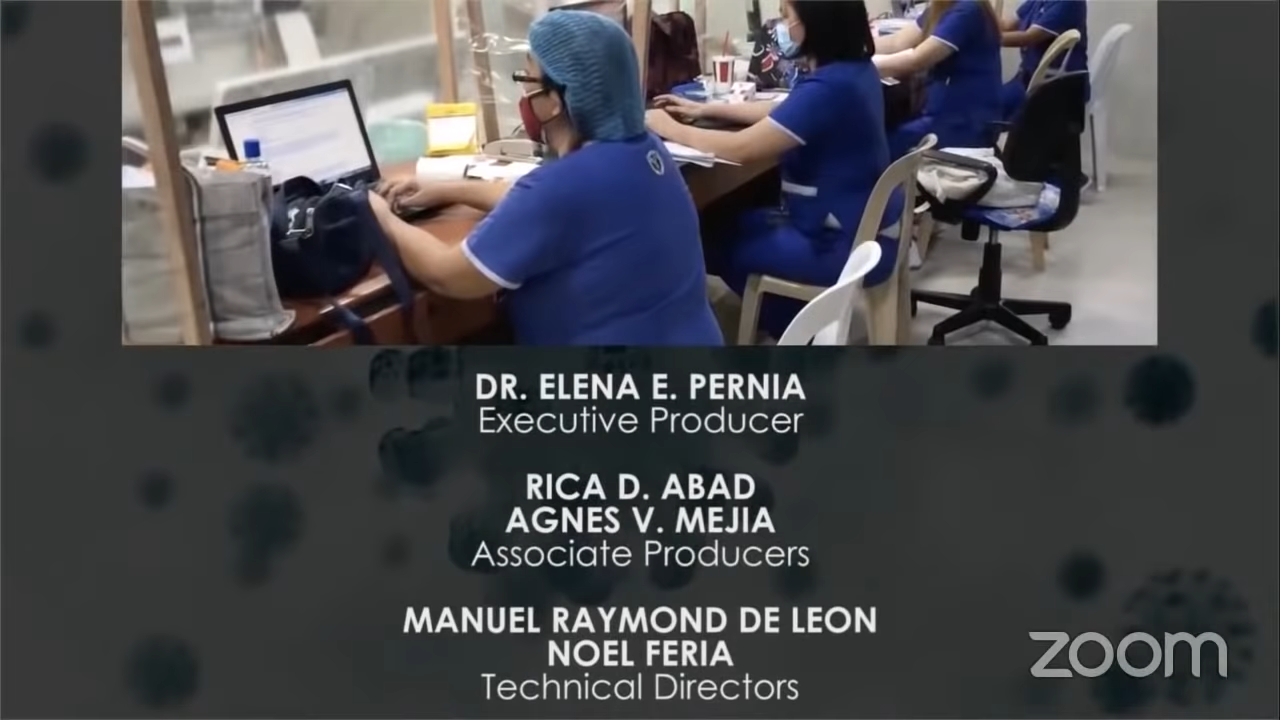 DR. ELENA E. PERNIA
Executive Producer
RICA D. ABAD
AGNES V. MEJIA
Associate Producers
MANUEL RAYMOND DE LEON
NOEL FERIA
Technical Directors
zoom